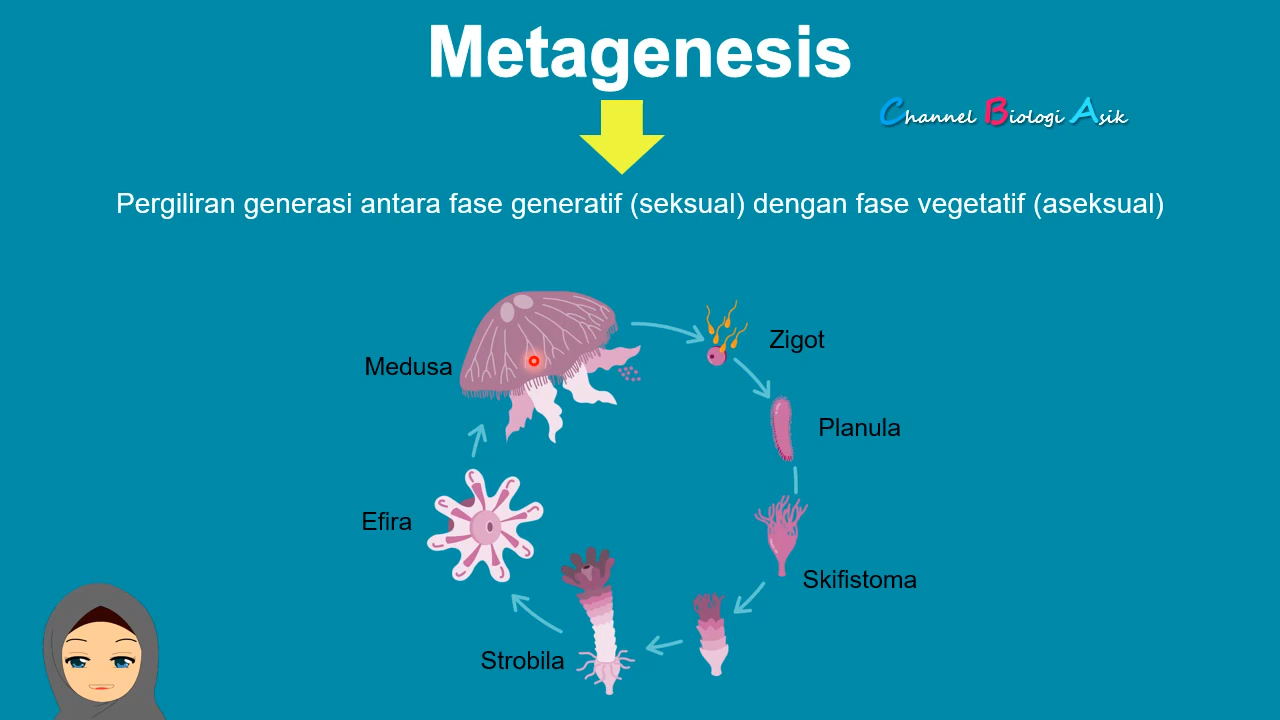 Metagenesis
Channel Biologi Asik
Pergiliran generasi antara fase generatif (seksual) dengan fase vegetatif (aseksual)
Zigot
Medusa
Planula
Efira
Skifistoma
Strobila